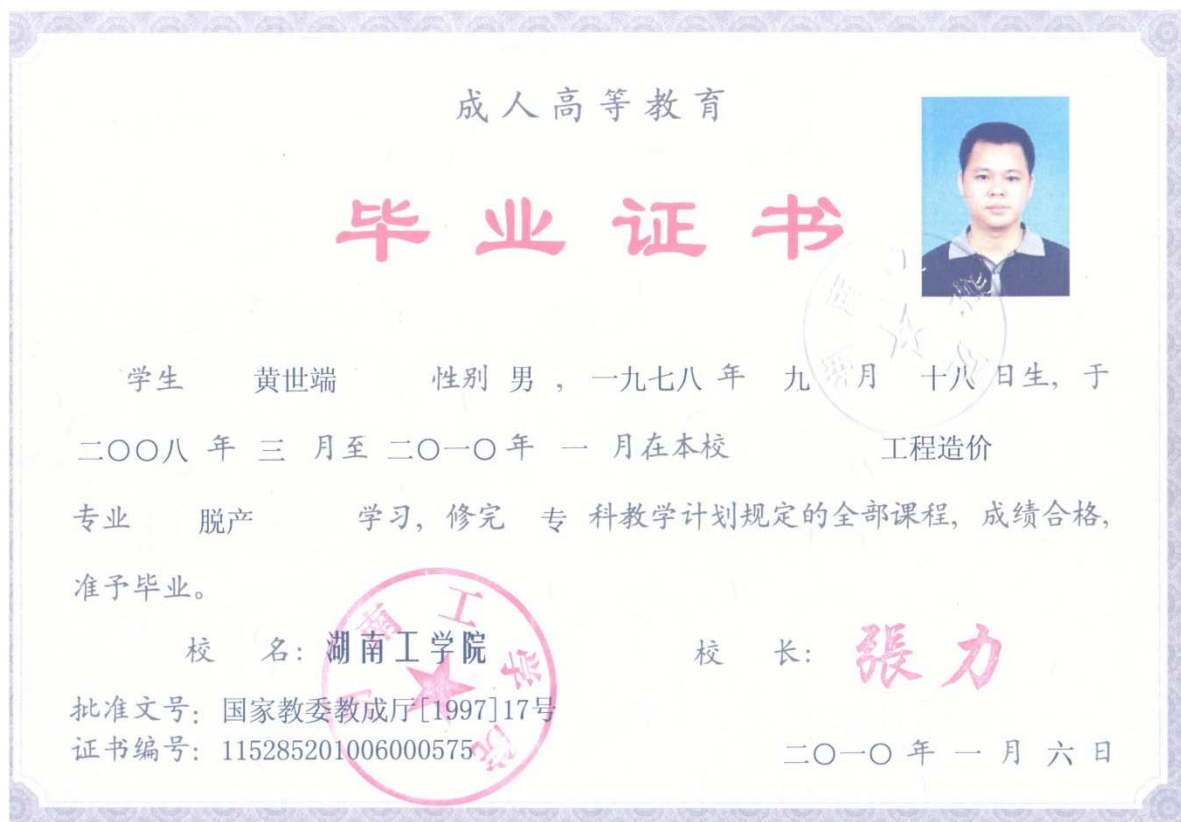 成人高等教育
毕业证书
学生 黄世端 性别 男 ，一九七八 年 九 月 十八 日生，于
二〇〇八 年 三 月至 二〇一〇 年 一 月在本校 工程造价
专业 脱产 学习，修完 专 科教学计划规定的全部课程，成绩合格，
准予毕业。
校 名：湖南工学院 校 长：張力
批准文号：国家教委教成厅[1997]17号
证书编号：115285201006000575
二〇一〇 年 一 月 六 日
湖南工学院